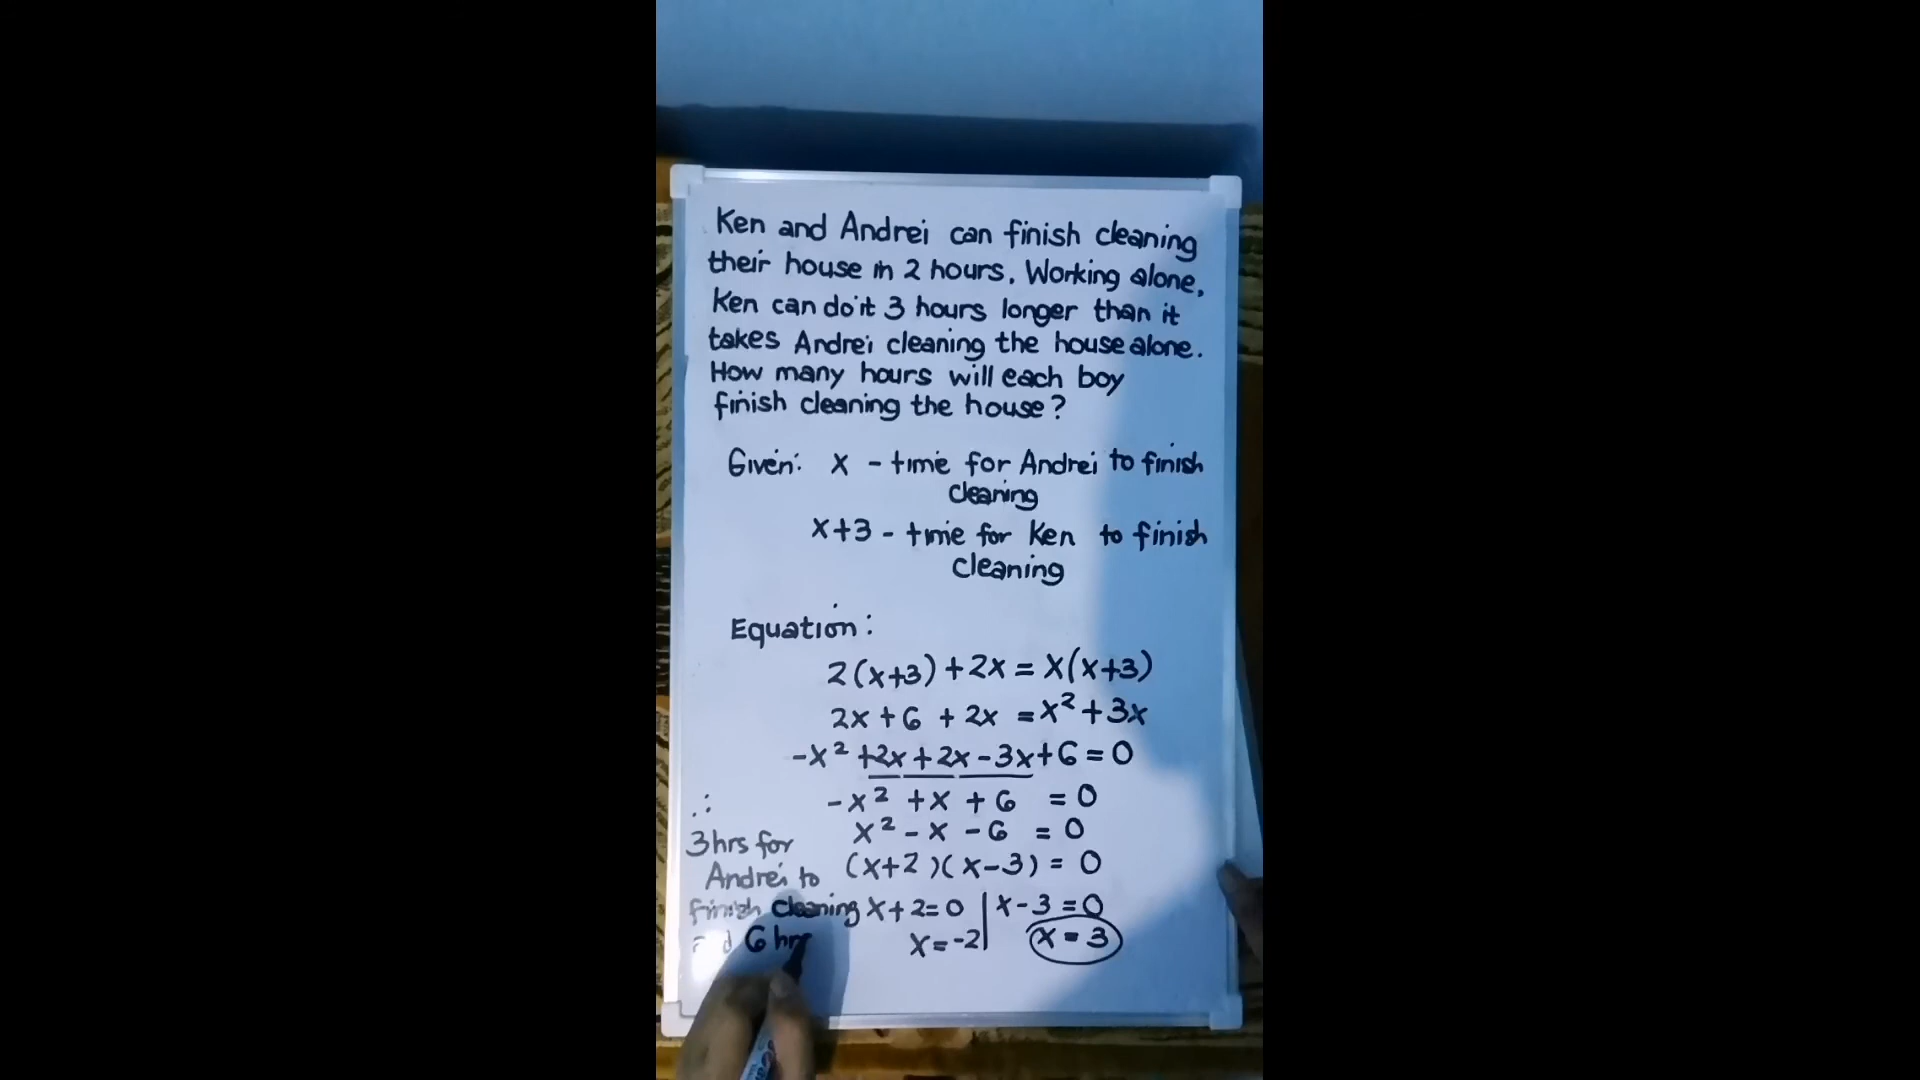 Ken and Andrei can finish cleaning
their house in 2 hours. Working alone,
Ken can do it 3 hours longer than it
takes Andrei cleaning the house alone.
How many hours will each boy
finish cleaning the house?
Given: x - time for Andrei to finish
cleaning
x+3 - time for Ken to finish
cleaning
Equation:
2(x+3)+2x = x(x+3)
2x+6+2x = x²+3x
-x²+2x+2x-3x+6=0
-x²+x+6=0
x²-x-6=0
(x+2)(x-3)=0
x+2=0 | x-3=0
x=-2 | x=3
∴
3hrs for
Andrei to
finish cleaning
6 hrs